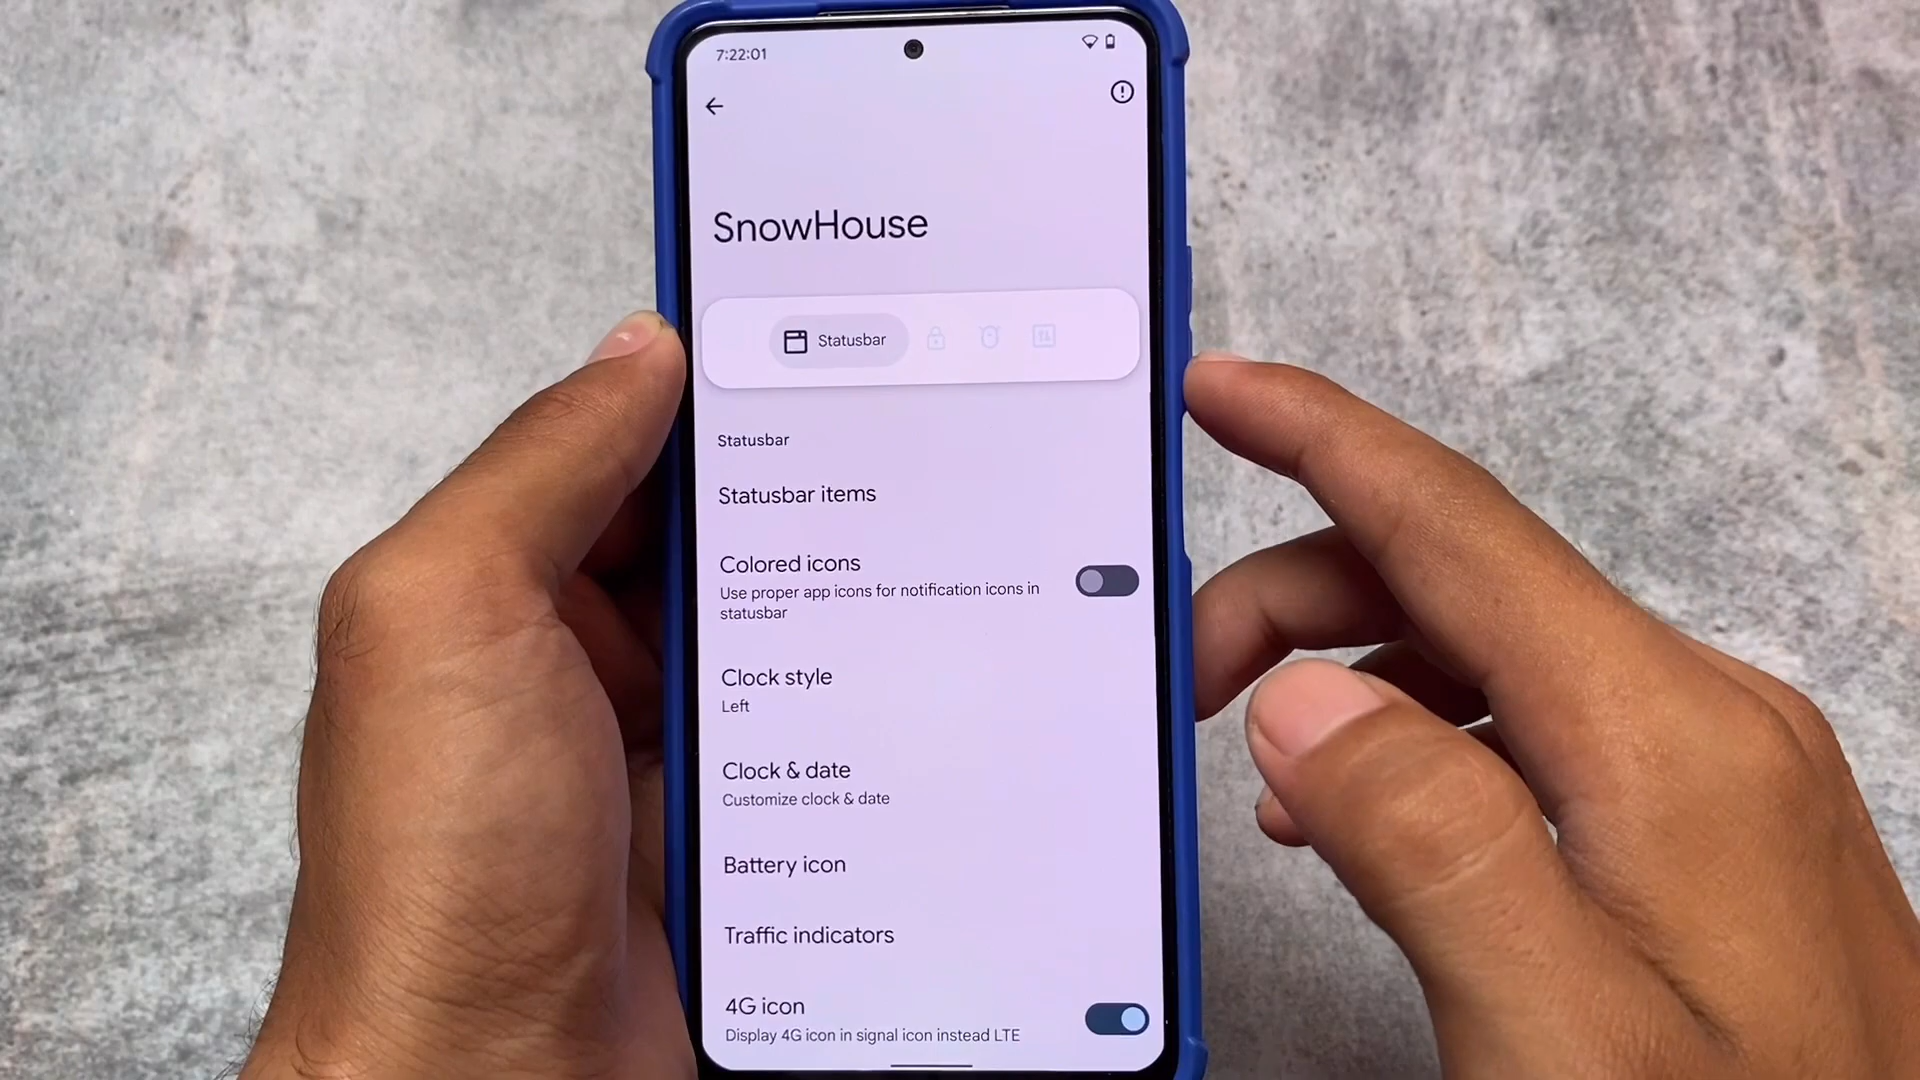 7:22:01
SnowHouse
Statusbar
Statusbar
Statusbar items
Colored icons
Use proper app icons for notification icons in
statusbar
Clock style
Left
Clock & date
Customize clock & date
Battery icon
Traffic indicators
4G icon
Display 4G icon in signal icon instead LTE